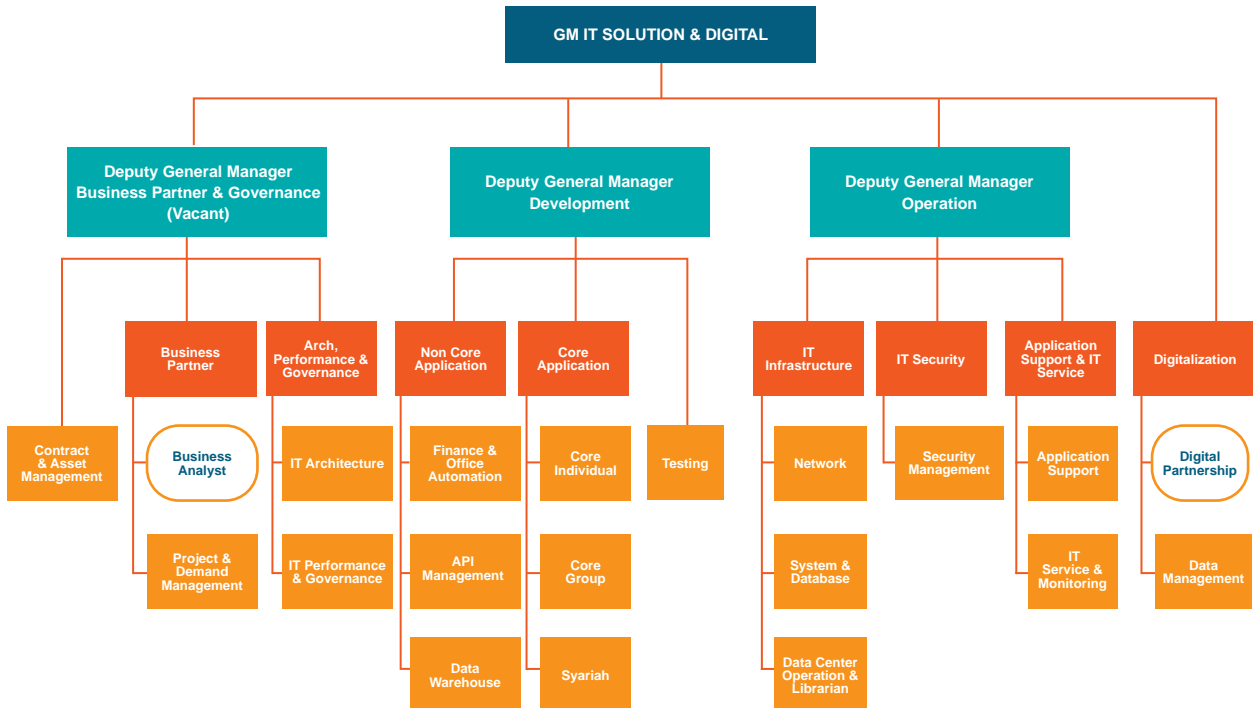 GM IT SOLUTION & DIGITAL
Deputy General Manager
Business Partner & Governance
(Vacant)
Deputy General Manager
Development
Deputy General Manager
Operation
Business
Partner
Arch,
Performance &
Governance
Non Core
Application
Core
Application
IT
Infrastructure
IT Security
Application
Support & IT
Service
Digitalization
Contract
& Asset
Management
Business
Analyst
IT Architecture
Finance &
Office
Automation
Core
Individual
Testing
Network
Security
Management
Application
Support
Digital
Partnership
Project &
Demand
Management
IT Performance
& Governance
API
Management
Core
Group
System &
Database
IT
Service &
Monitoring
Data
Management
Data
Warehouse
Syariah
Data Center
Operation &
Librarian